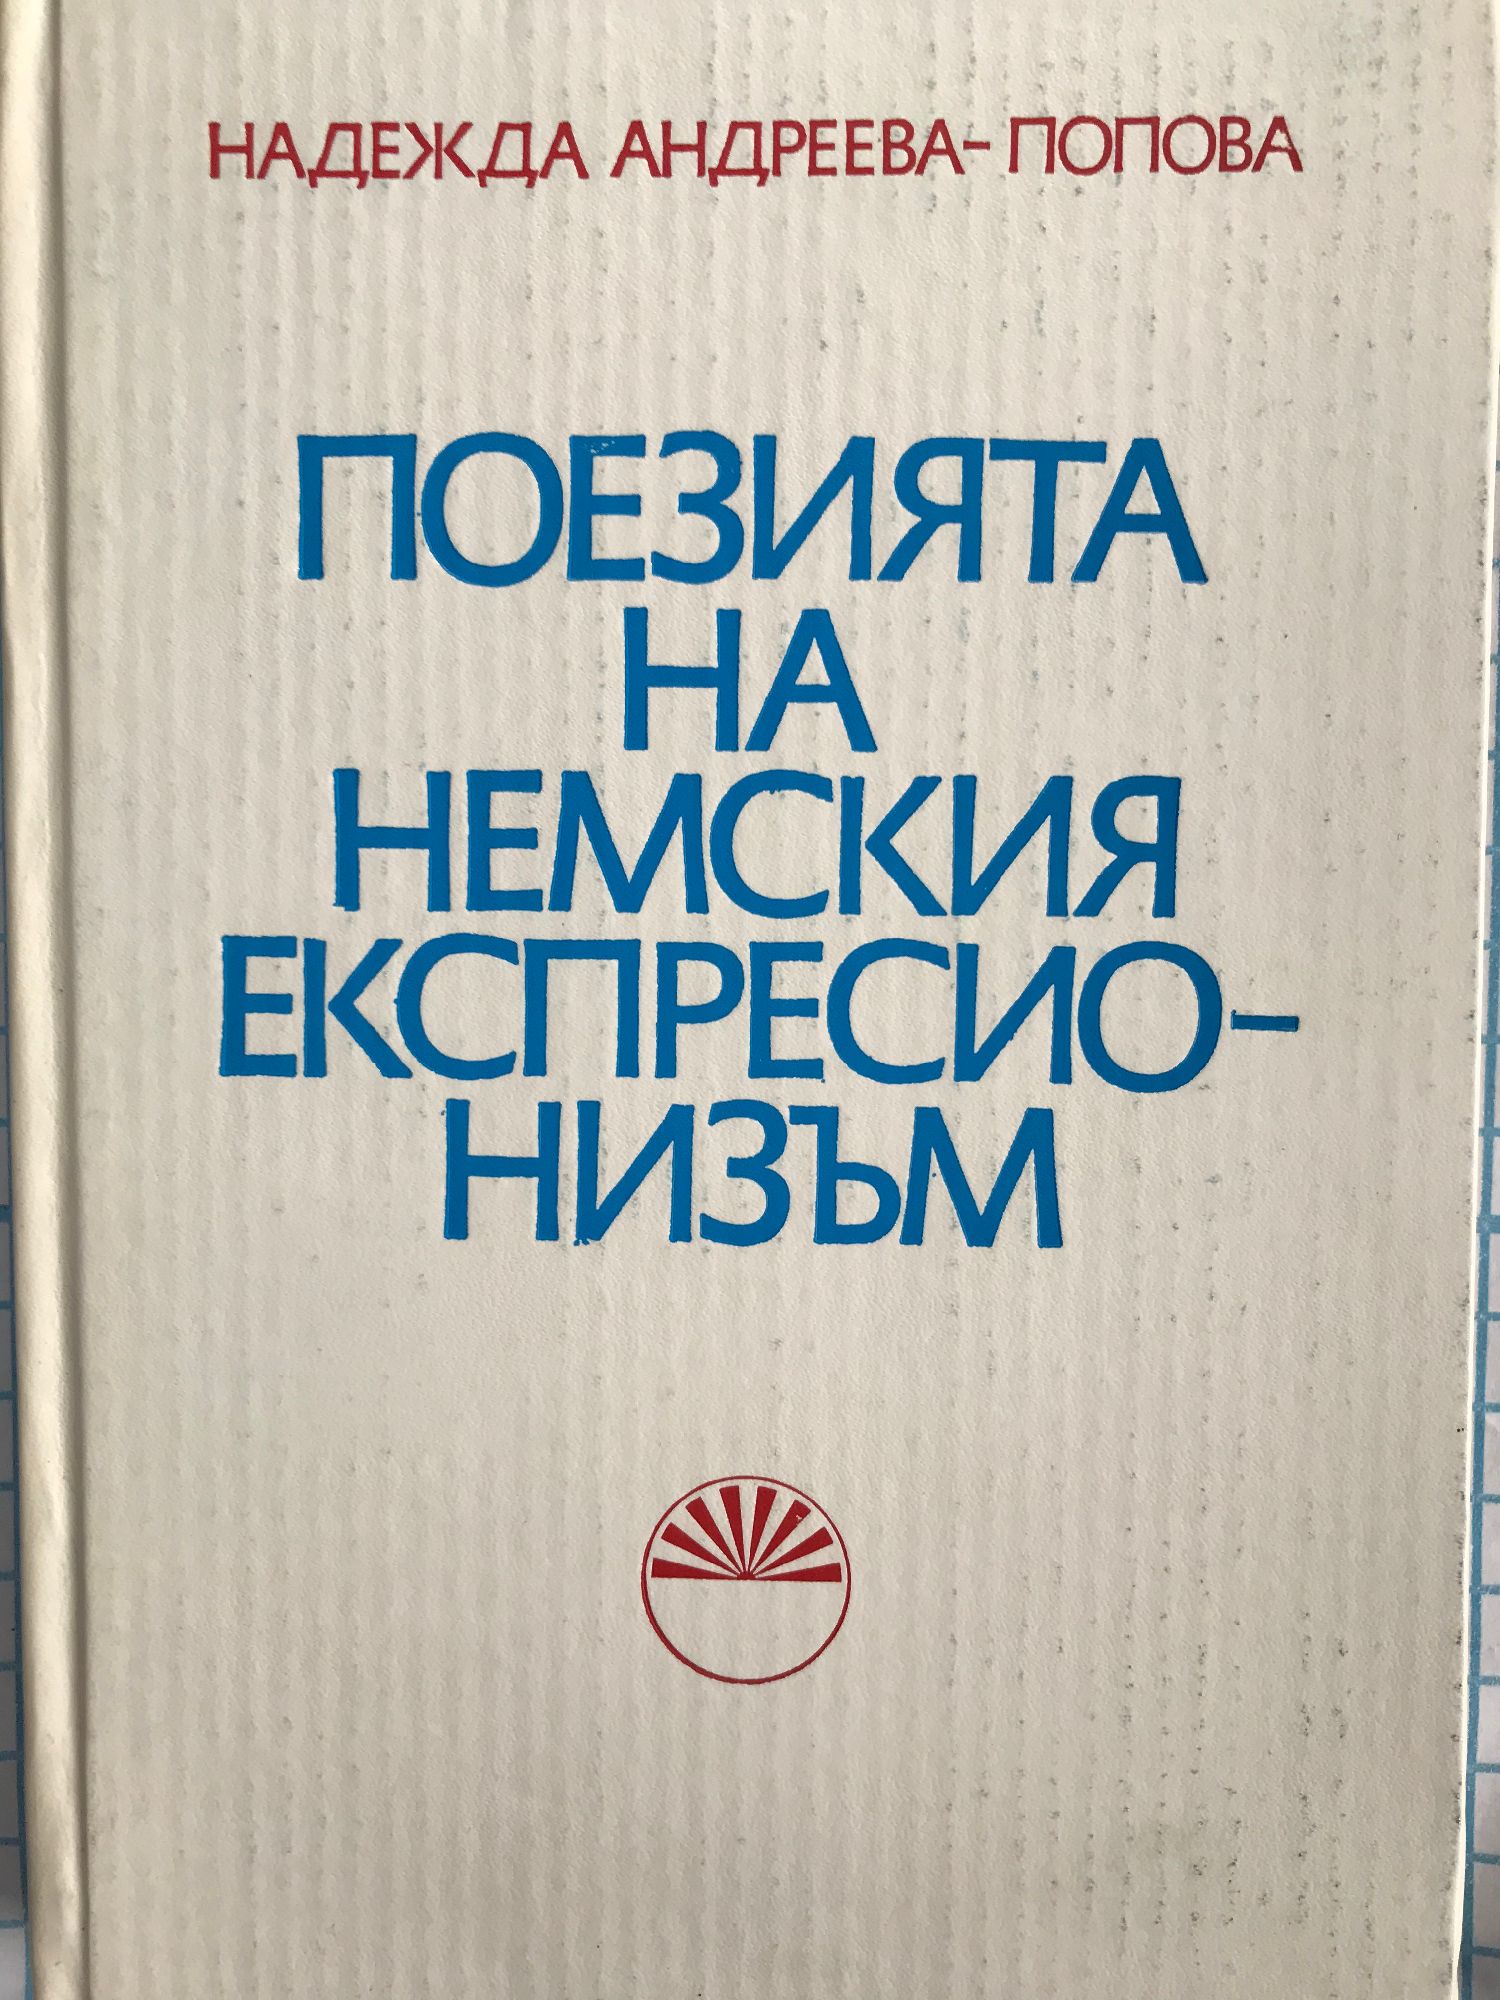 НАДЕЖДА АНДРЕЕВА-ПОПОВА
ПОЕЗИЯТА
НА
НЕМСКИЯ
ЕКСПРЕСИО-
НИЗЪМ